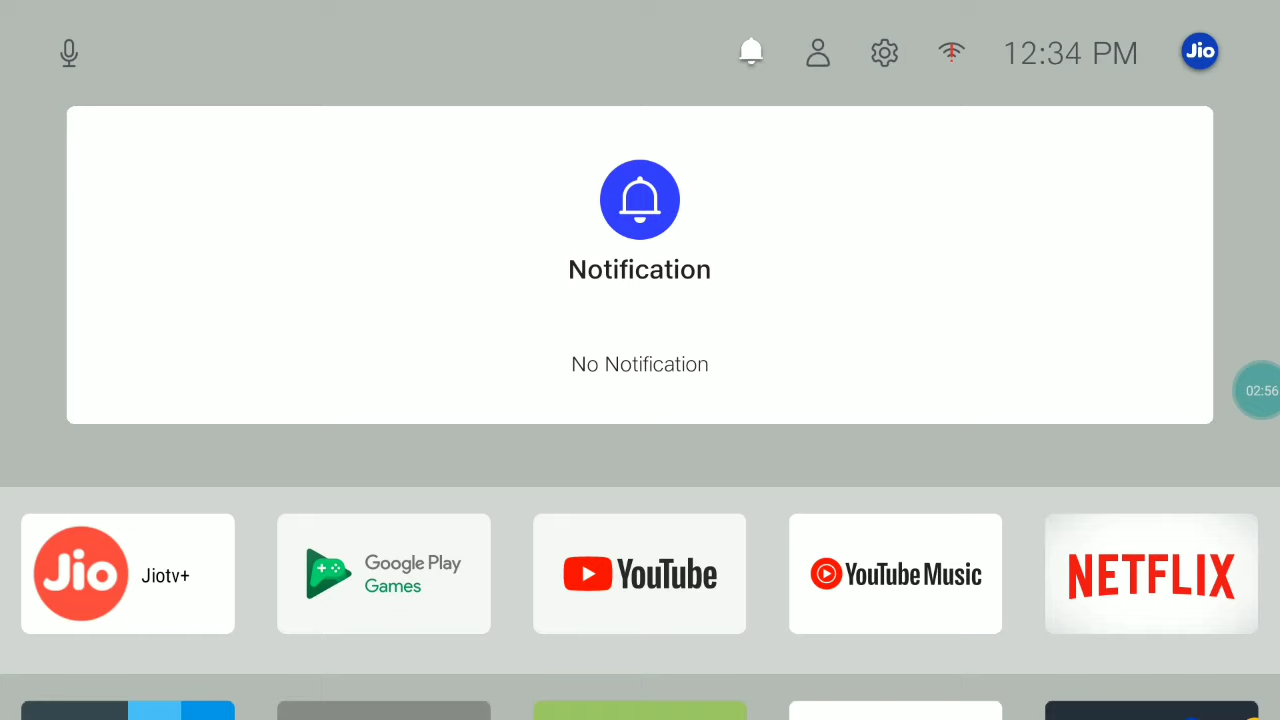 12:34 PM
Jio
Notification
No Notification
02:56
Jio
Jiotv+
Google Play
Games
YouTube
YouTube Music
NETFLIX